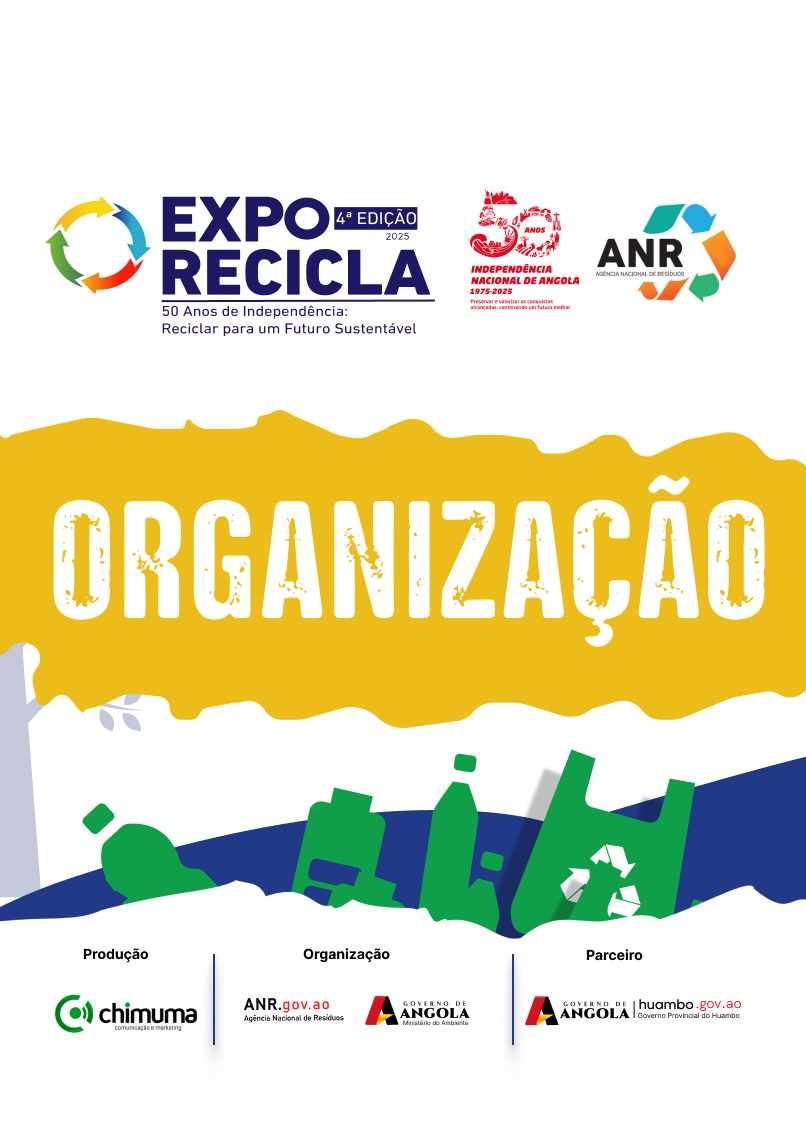 EXPO
4ª EDIÇÃO
2025
RECICLA
50 Anos de Independência:
Reciclar para um Futuro Sustentável
50
ANOS
INDEPENDÊNCIA
NACIONAL DE ANGOLA
1975-2025
Preservar e valorizar as conquistas
alcançadas, construindo um futuro melhor
ANR
AGÊNCIA NACIONAL DE RESÍDUOS
ORGANIZAÇÃO
Produção
chimuma
comunicação e marketing
Organização
ANR.gov.ao
Agência Nacional de Resíduos
GOVERNO DE
ANGOLA
Ministério do Ambiente
Parceiro
GOVERNO DE
ANGOLA
huambo.gov.ao
Governo Provincial do Huambo